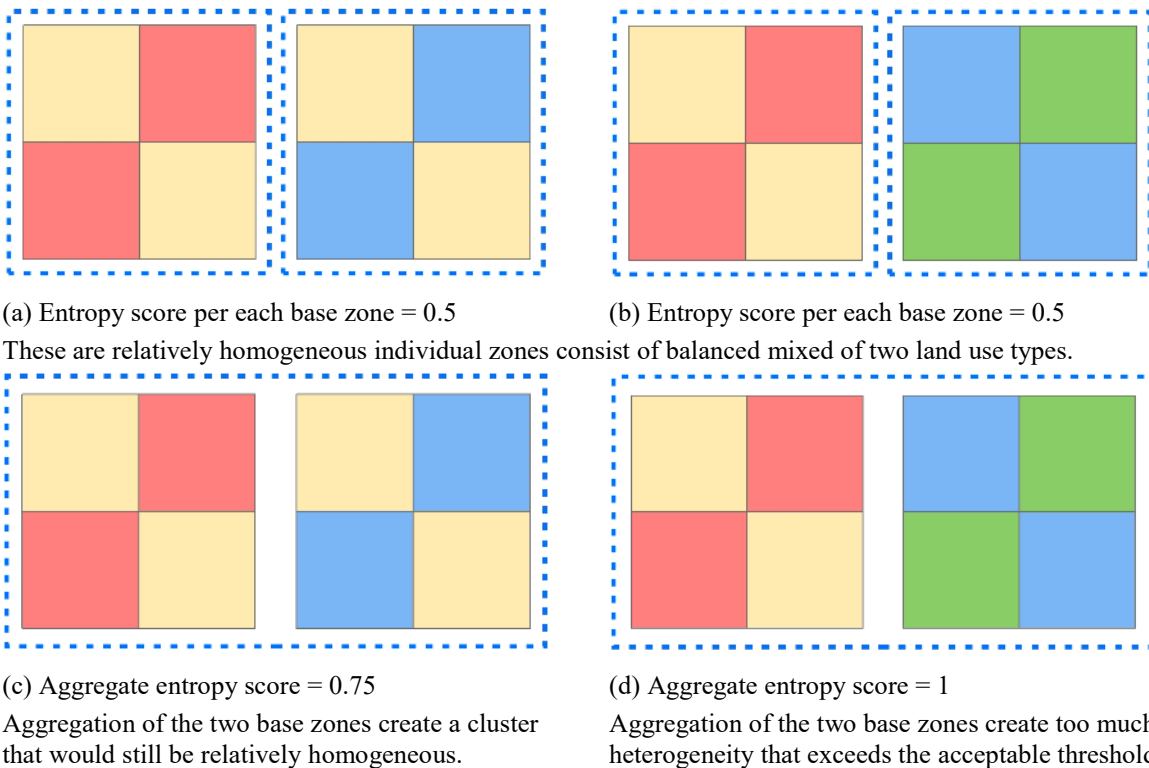 (a) Entropy score per each base zone = 0.5
(b) Entropy score per each base zone = 0.5
These are relatively homogeneous individual zones consist of balanced mixed of two land use types.
(c) Aggregate entropy score = 0.75
Aggregation of the two base zones create a cluster
that would still be relatively homogeneous.
(d) Aggregate entropy score = 1
Aggregation of the two base zones create too much
heterogeneity that exceeds the acceptable threshold